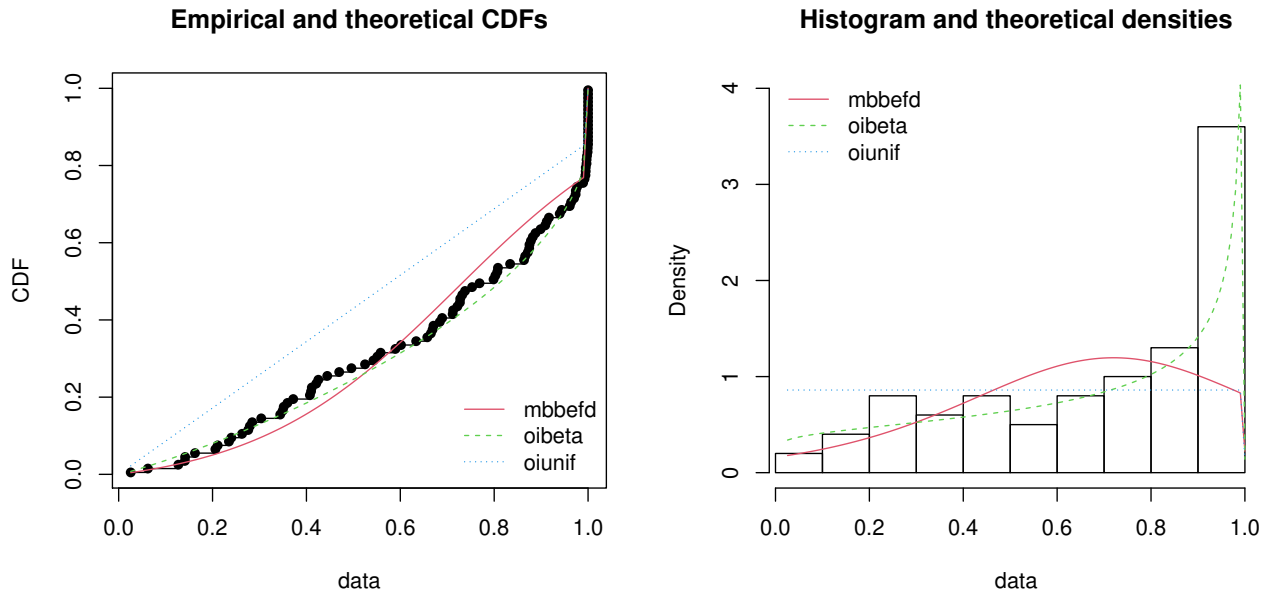 Empirical and theoretical CDFs
CDF
0.0
0.2
0.4
0.6
0.8
1.0
mbbefd
oibeta
oiunif
0.0 0.2 0.4 0.6 0.8 1.0
data
Histogram and theoretical densities
Density
0
1
2
3
4
mbbefd
oibeta
oiunif
0.0 0.2 0.4 0.6 0.8 1.0
data